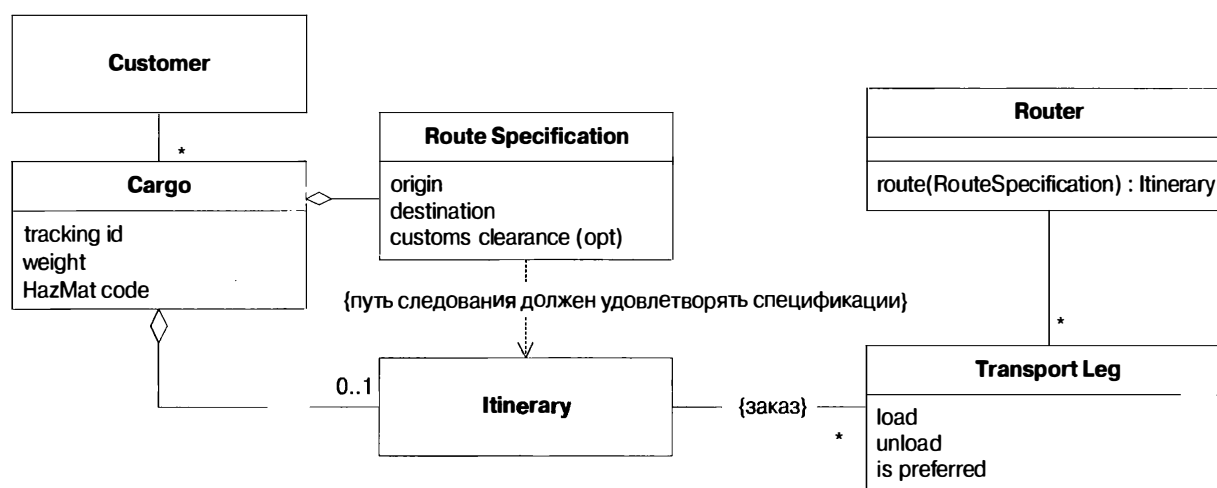 Customer
*
Cargo
tracking id
weight
HazMat code
Route Specification
origin
destination
customs clearance (opt)
Router
route(RouteSpecification) : Itinerary
{путь следования должен удовлетворять спецификации}
*
0..1
Itinerary
{заказ}
*
Transport Leg
load
unload
is preferred